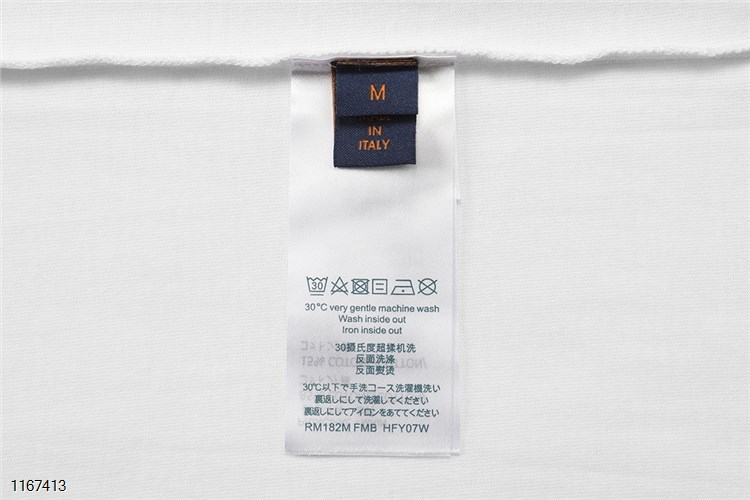 M
MADE
IN
ITALY
30
30°C very gentle machine wash
Wash inside out
Iron inside out
30摄氏度超揉机洗
反面洗涤
反面熨烫
30℃以下で手洗コース洗濯機洗い
裏返しにして洗濯してください
裏返しにしてアイロンをあててください
RM182M FMB HFY07W
1167413